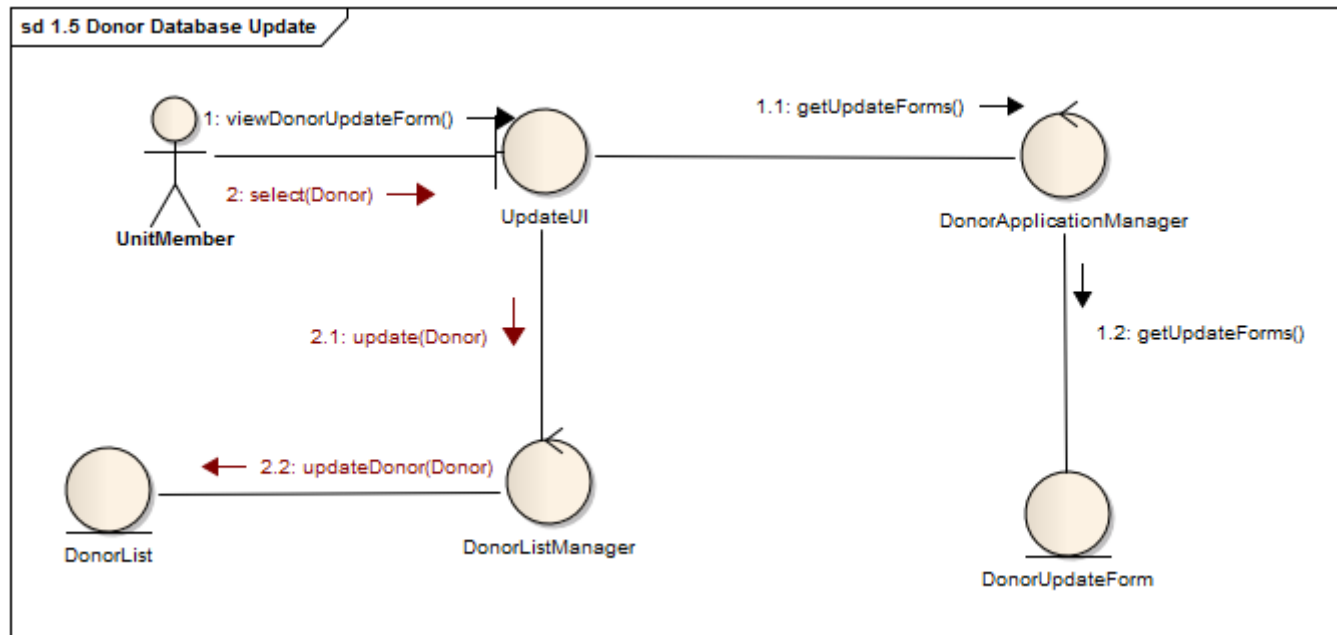 sd 1.5 Donor Database Update
1: viewDonorUpdateForm()
1.1: getUpdateForms()
2: select(Donor)
UpdateUI
DonorApplicationManager
UnitMember
2.1: update(Donor)
1.2: getUpdateForms()
2.2: updateDonor(Donor)
DonorList
DonorListManager
DonorUpdateForm